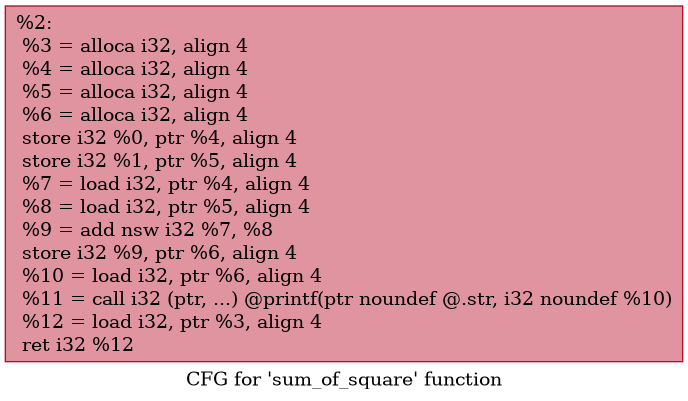 %2:
%3 = alloca i32, align 4
%4 = alloca i32, align 4
%5 = alloca i32, align 4
%6 = alloca i32, align 4
store i32 %0, ptr %4, align 4
store i32 %1, ptr %5, align 4
%7 = load i32, ptr %4, align 4
%8 = load i32, ptr %5, align 4
%9 = add nsw i32 %7, %8
store i32 %9, ptr %6, align 4
%10 = load i32, ptr %6, align 4
%11 = call i32 (ptr, ...) @printf(ptr noundef @.str, i32 noundef %10)
%12 = load i32, ptr %3, align 4
ret i32 %12
CFG for 'sum_of_square' function